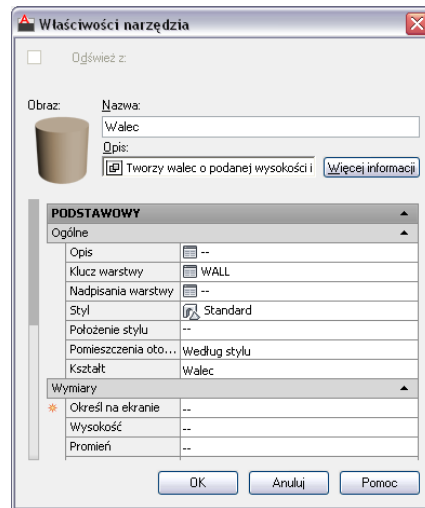 Właściwości narzędzia
Odśwież z:
Obraz:
Nazwa:
Walec
Opis:
Tworzy walec o podanej wysokości i
Więcej informacji
PODSTAWOWY
Ogólne
Opis --
Klucz warstwy WALL
Nadpisania warstwy --
Styl Standard
Położenie stylu --
Pomieszczenia oto... Według stylu
Kształt Walec
Wymiary
Określ na ekranie --
Wysokość --
Promień --
OK Anuluj Pomoc